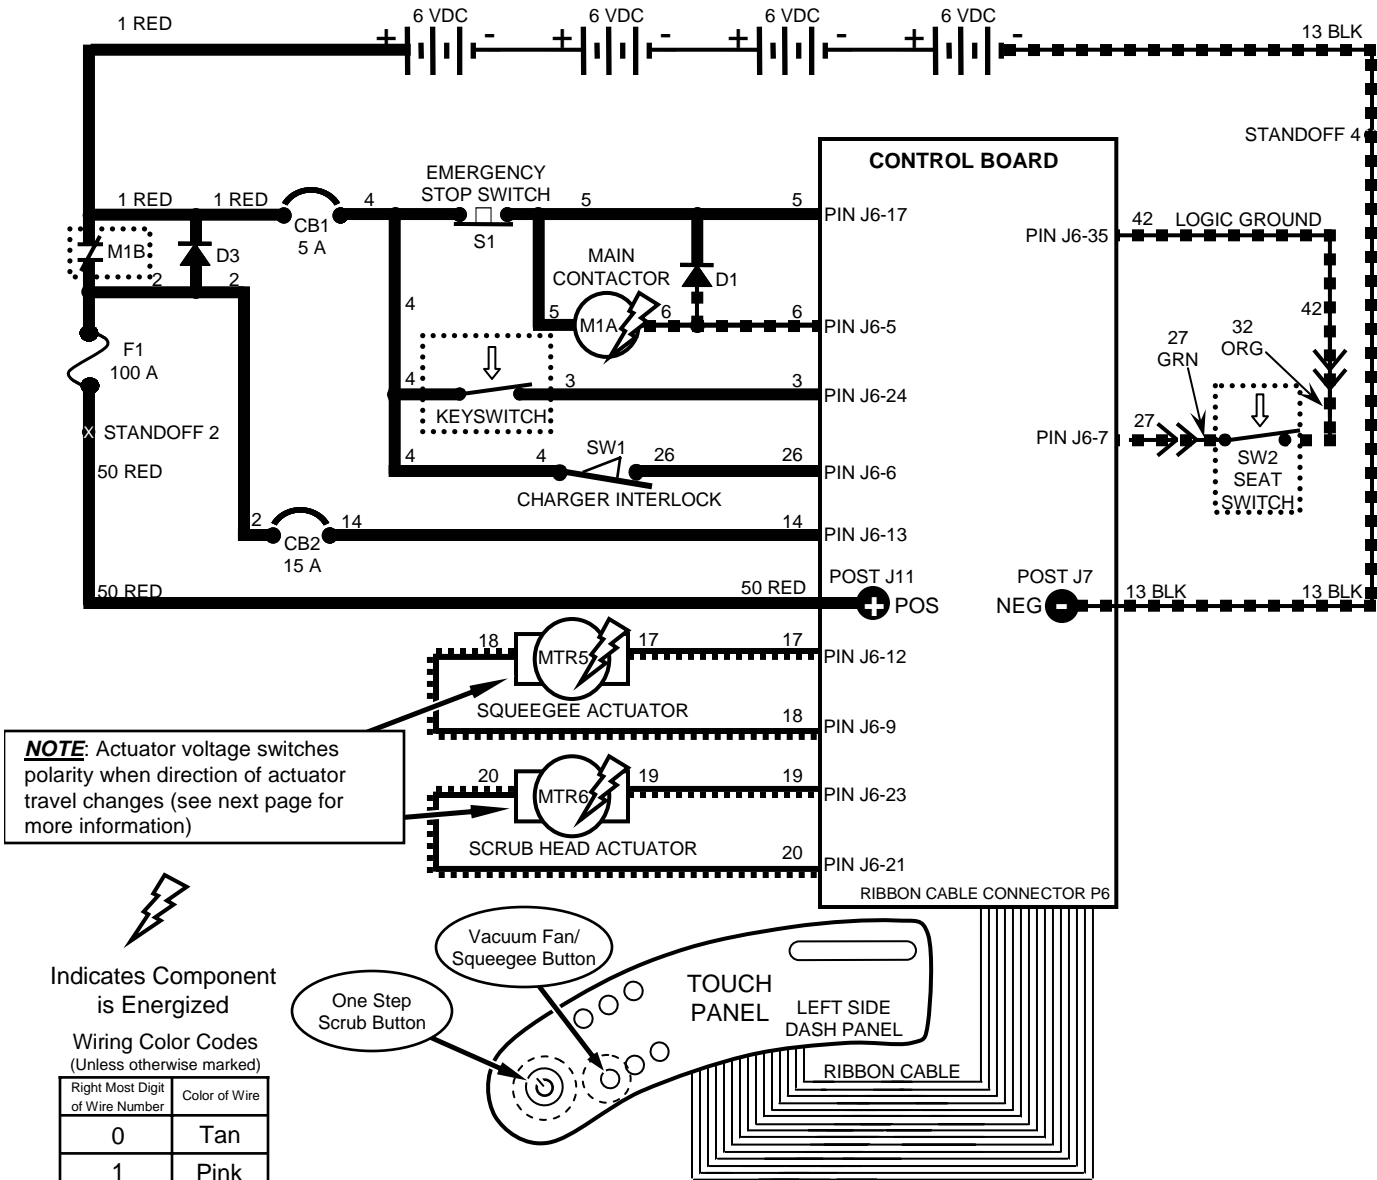 1 RED
6 VDC
6 VDC
6 VDC
6 VDC
13 BLK
+ - + - + - + -
STANDOFF 4
CONTROL BOARD
EMERGENCY
STOP SWITCH
1 RED
1 RED
4
5
5
PIN J6-17
CB1
5 A
S1
42
LOGIC GROUND
PIN J6-35
M1B
D3
MAIN
CONTACTOR
D1
2
2
4
5
M1A
6
6
PIN J6-5
42
F1
100 A
27
GRN
32
ORG
4
3
3
PIN J6-24
KEYSWITCH
X STANDOFF 2
27
PIN J6-7
50 RED
4
4
SW1
26
26
PIN J6-6
CHARGER INTERLOCK
SW2
SEAT
SWITCH
2
14
14
PIN J6-13
CB2
15 A
50 RED
50 RED
POST J11
+ POS
POST J7
NEG -
13 BLK
13 BLK
18
MTR5
17
17
PIN J6-12
SQUEEGEE ACTUATOR
18
PIN J6-9
NOTE: Actuator voltage switches
polarity when direction of actuator
travel changes (see next page for
more information)
20
MTR6
19
19
PIN J6-23
SCRUB HEAD ACTUATOR
20
PIN J6-21
RIBBON CABLE CONNECTOR P6
Indicates Component
is Energized
Vacuum Fan/
Squeegee Button
One Step
Scrub Button
TOUCH
PANEL
LEFT SIDE
DASH PANEL
RIBBON CABLE
Wiring Color Codes
(Unless otherwise marked)
Right Most Digit
of Wire Number
Color of Wire
0
Tan
1
Pink